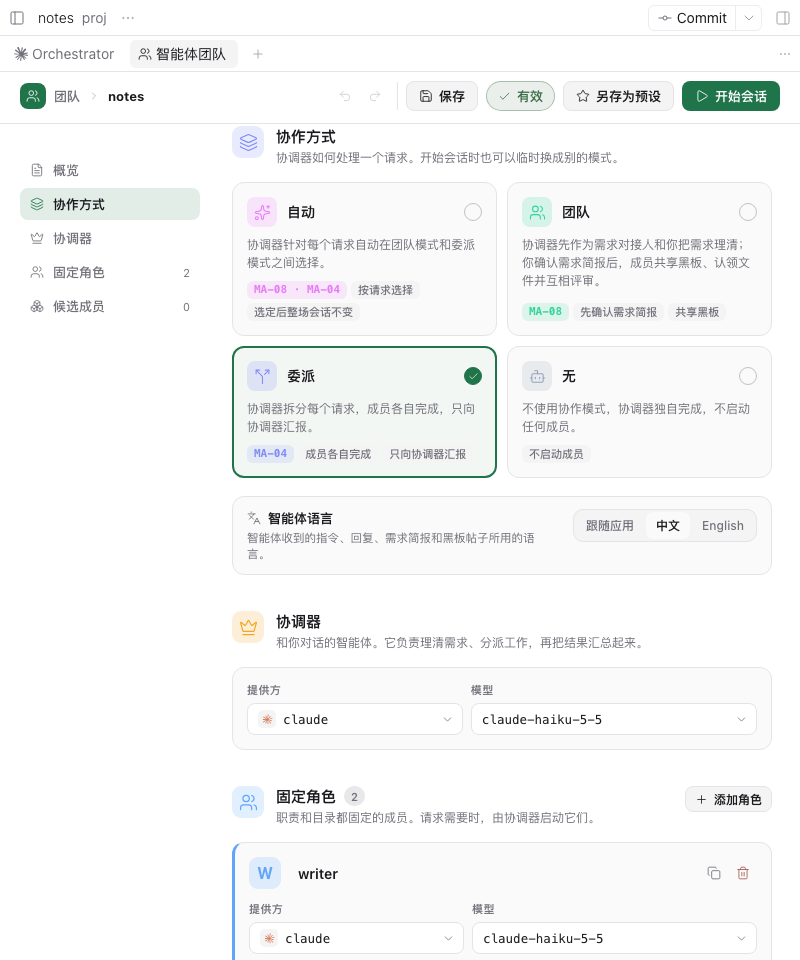 notes proj ···
Commit
Orchestrator
智能体团队
团队 notes
保存
有效
另存为预设
开始会话
概览
协作方式
协调器
固定角色 2
候选成员 0
协作方式
协调器如何处理一个请求。开始会话时也可以临时换成别的模式。
自动
协调器针对每个请求自动在团队模式和委派
模式之间选择。
MA-08 · MA-04 按请求选择
选定后整场会话不变
团队
协调器先作为需求对接人和你把需求理清；
你确认需求简报后，成员共享黑板、认领文
件并互相评审。
MA-08 先确认需求简报 共享黑板
委派
协调器拆分每个请求，成员各自完成，只向
协调器汇报。
MA-04 成员各自完成 只向协调器汇报
无
不使用协作模式，协调器独自完成，不启动
任何成员。
不启动成员
智能体语言
智能体收到的指令、回复、需求简报和黑板帖子所用的语
言。
跟随应用 中文 English
协调器
和你对话的智能体。它负责理清需求、分派工作，再把结果汇总起来。
提供方 模型
claude claude-haiku-5-5
固定角色 2
添加角色
职责和目录都固定的成员。请求需要时，由协调器启动它们。
W writer
提供方 模型
claude claude-haiku-5-5